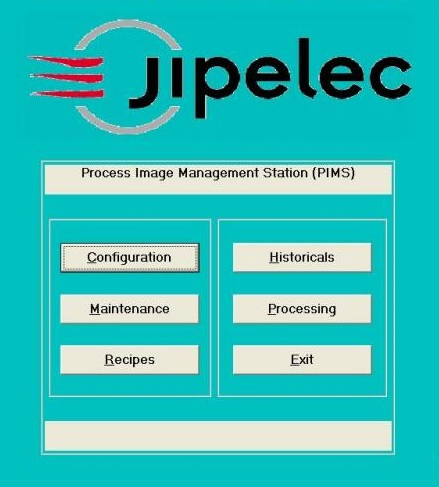 Jipelec
Process Image Management Station (PIMS)
Configuration
Maintenance
Recipes
Historicals
Processing
Exit